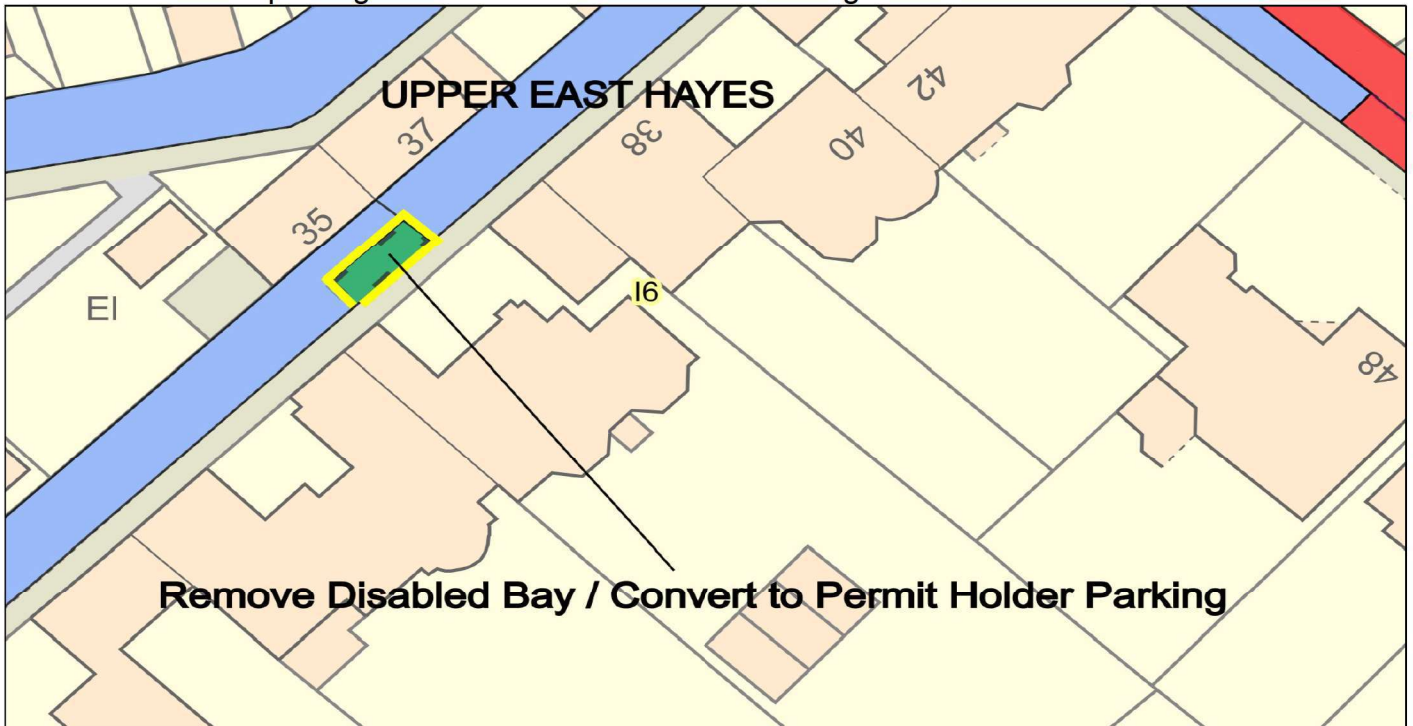 UPPER EAST HAYES
42
37
38
40
35
I6
El
48
Remove Disabled Bay / Convert to Permit Holder Parking